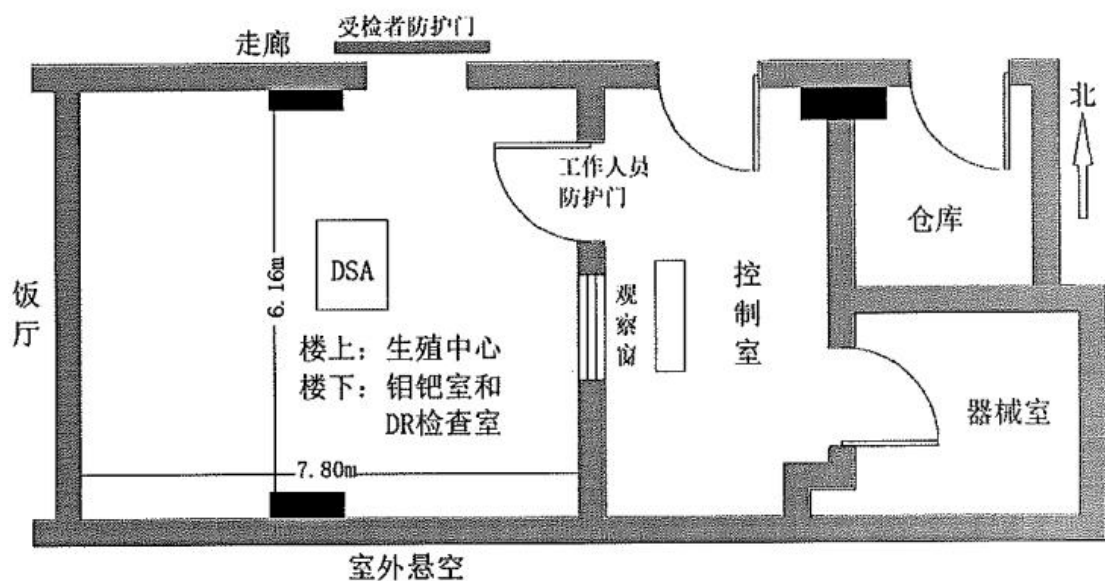 受检者防护门
走廊
北
工作人员
防护门
仓库
DSA
6.16m
饭厅
观察窗
控制室
楼上：生殖中心
楼下：钼钯室和
DR检查室
器械室
7.80m
室外悬空